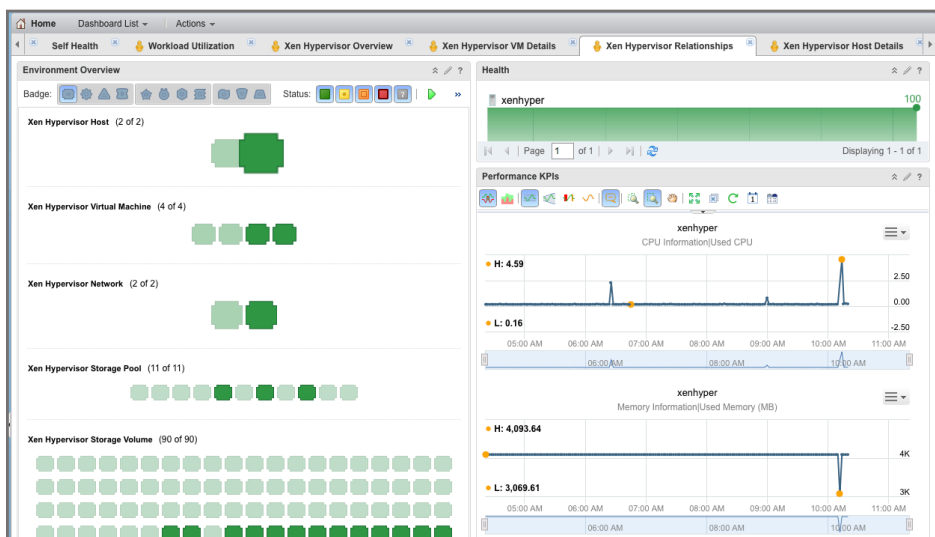 Home Dashboard List Actions
Self Health Workload Utilization Xen Hypervisor Overview Xen Hypervisor VM Details Xen Hypervisor Relationships Xen Hypervisor Host Details
Environment Overview
Badge: Status: ? »
Xen Hypervisor Host (2 of 2)
Xen Hypervisor Virtual Machine (4 of 4)
Xen Hypervisor Network (2 of 2)
Xen Hypervisor Storage Pool (11 of 11)
Xen Hypervisor Storage Volume (90 of 90)
Health
xenhyper 100
Page 1 of 1 Displaying 1 - 1 of 1
Performance KPIs
xenhyper
CPU Information|Used CPU
H: 4.59
2.50
0.00
L: 0.16
-2.50
05:00 AM 06:00 AM 07:00 AM 08:00 AM 09:00 AM 10:00 AM 11:00 AM
06:00 AM 08:00 AM 10:00 AM
xenhyper
Memory Information|Used Memory (MB)
H: 4,093.64
4K
L: 3,069.61
3K
05:00 AM 06:00 AM 07:00 AM 08:00 AM 09:00 AM 10:00 AM 11:00 AM
06:00 AM 08:00 AM 10:00 AM